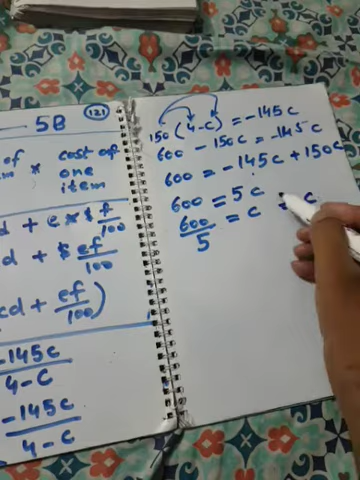 58
(121)
of * cost of
one
item
d + e * $ f/100
d + $ ef/100
cd + ef/100)
-145c/4-c
-145c/4-c
150 (4-c) = -145c
600 - 150c = -145c
600 = -145c + 150c
600 = 5c
600/5 = c c